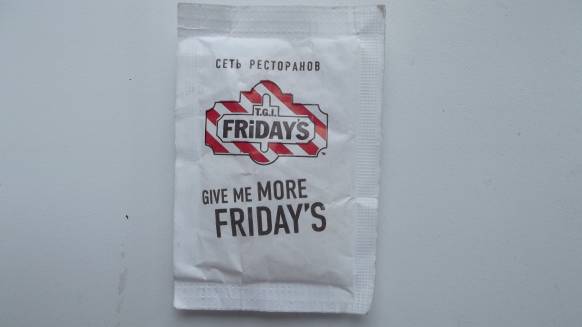 СЕТЬ РЕСТОРАНОВ
T.G.I.
FRiDAY'S
GIVE ME MORE
FRiDAY'S